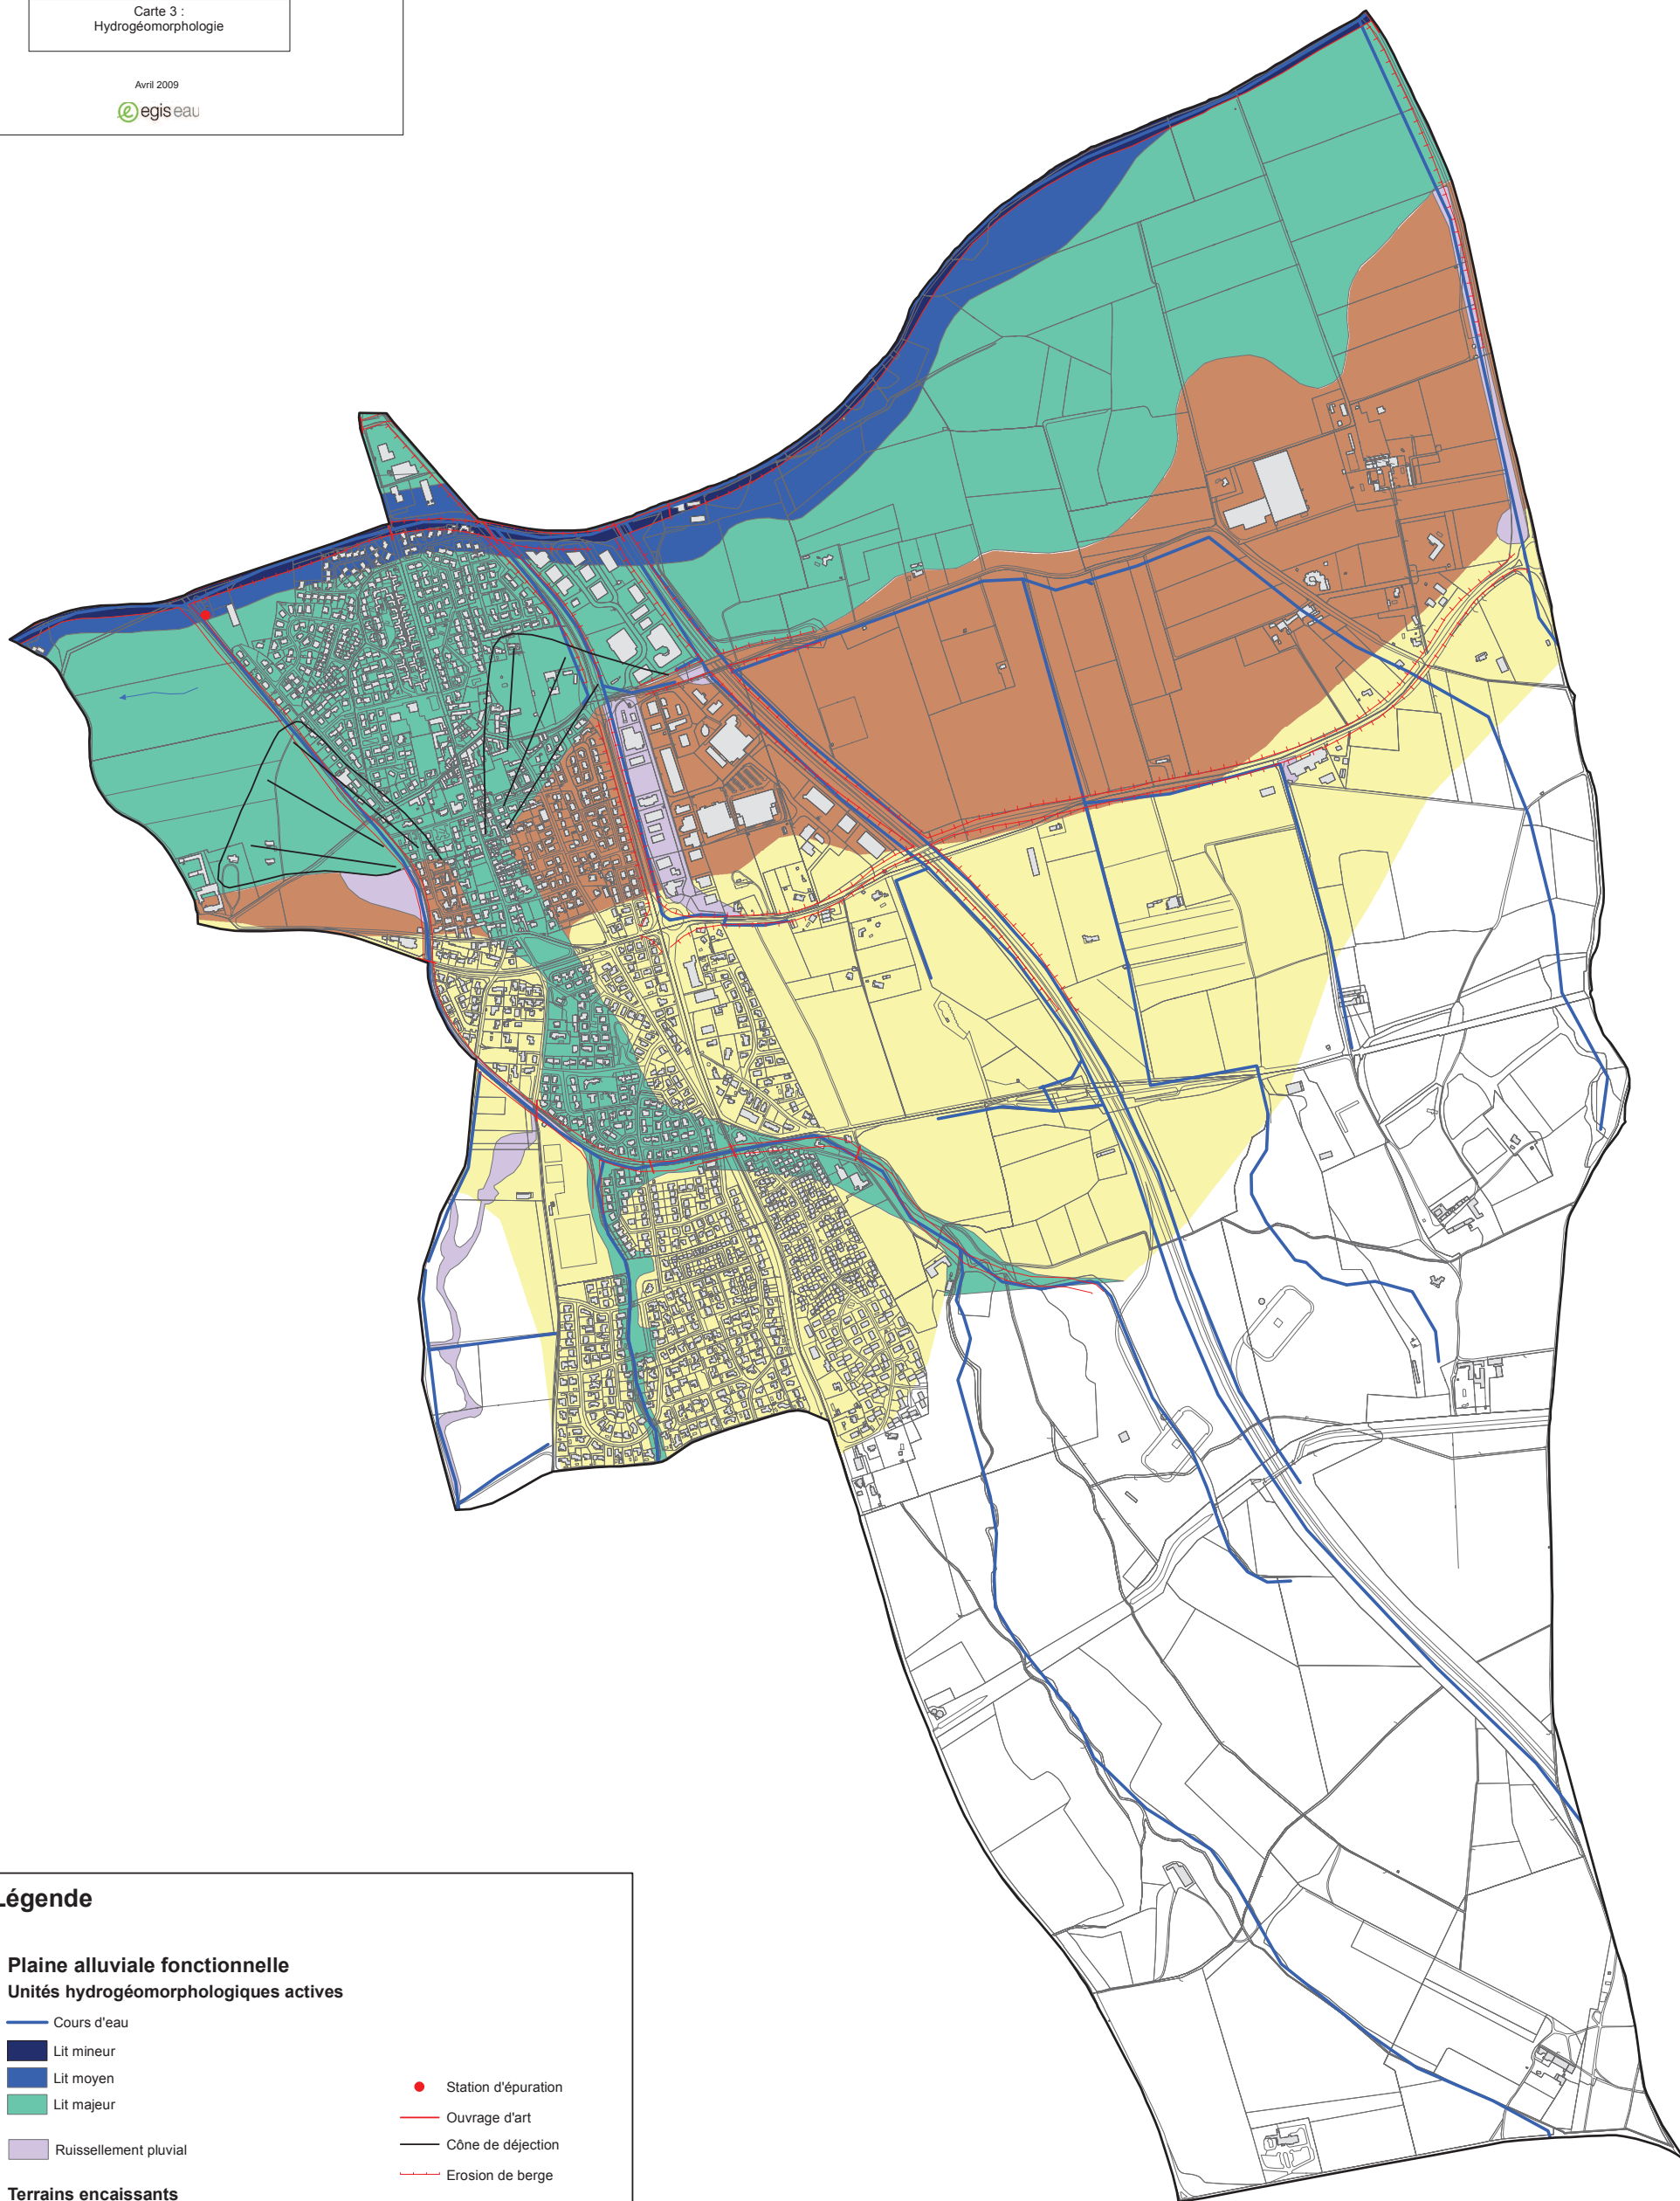 Carte 3 :
Hydrogéomorphologie
Avril 2009
egis eau
Légende
Plaine alluviale fonctionnelle
Unités hydrogéomorphologiques actives
Cours d'eau
Lit mineur
Lit moyen
Lit majeur
Ruissellement pluvial
Terrains encaissants
Station d'épuration
Ouvrage d'art
Cône de déjection
Erosion de berge